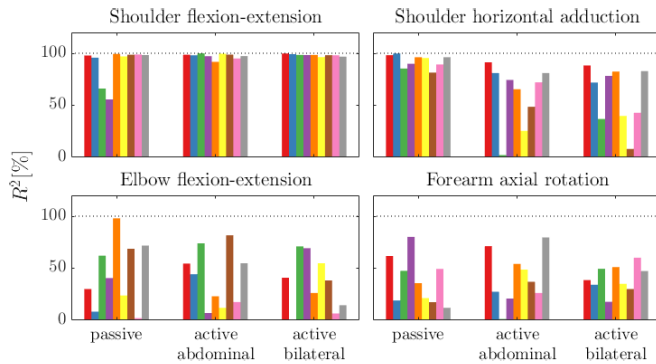 Shoulder flexion-extension
Shoulder horizontal adduction
100
50
0
R²[%]
Elbow flexion-extension
Forearm axial rotation
100
50
0
passive
active
abdominal
active
bilateral
passive
active
abdominal
active
bilateral